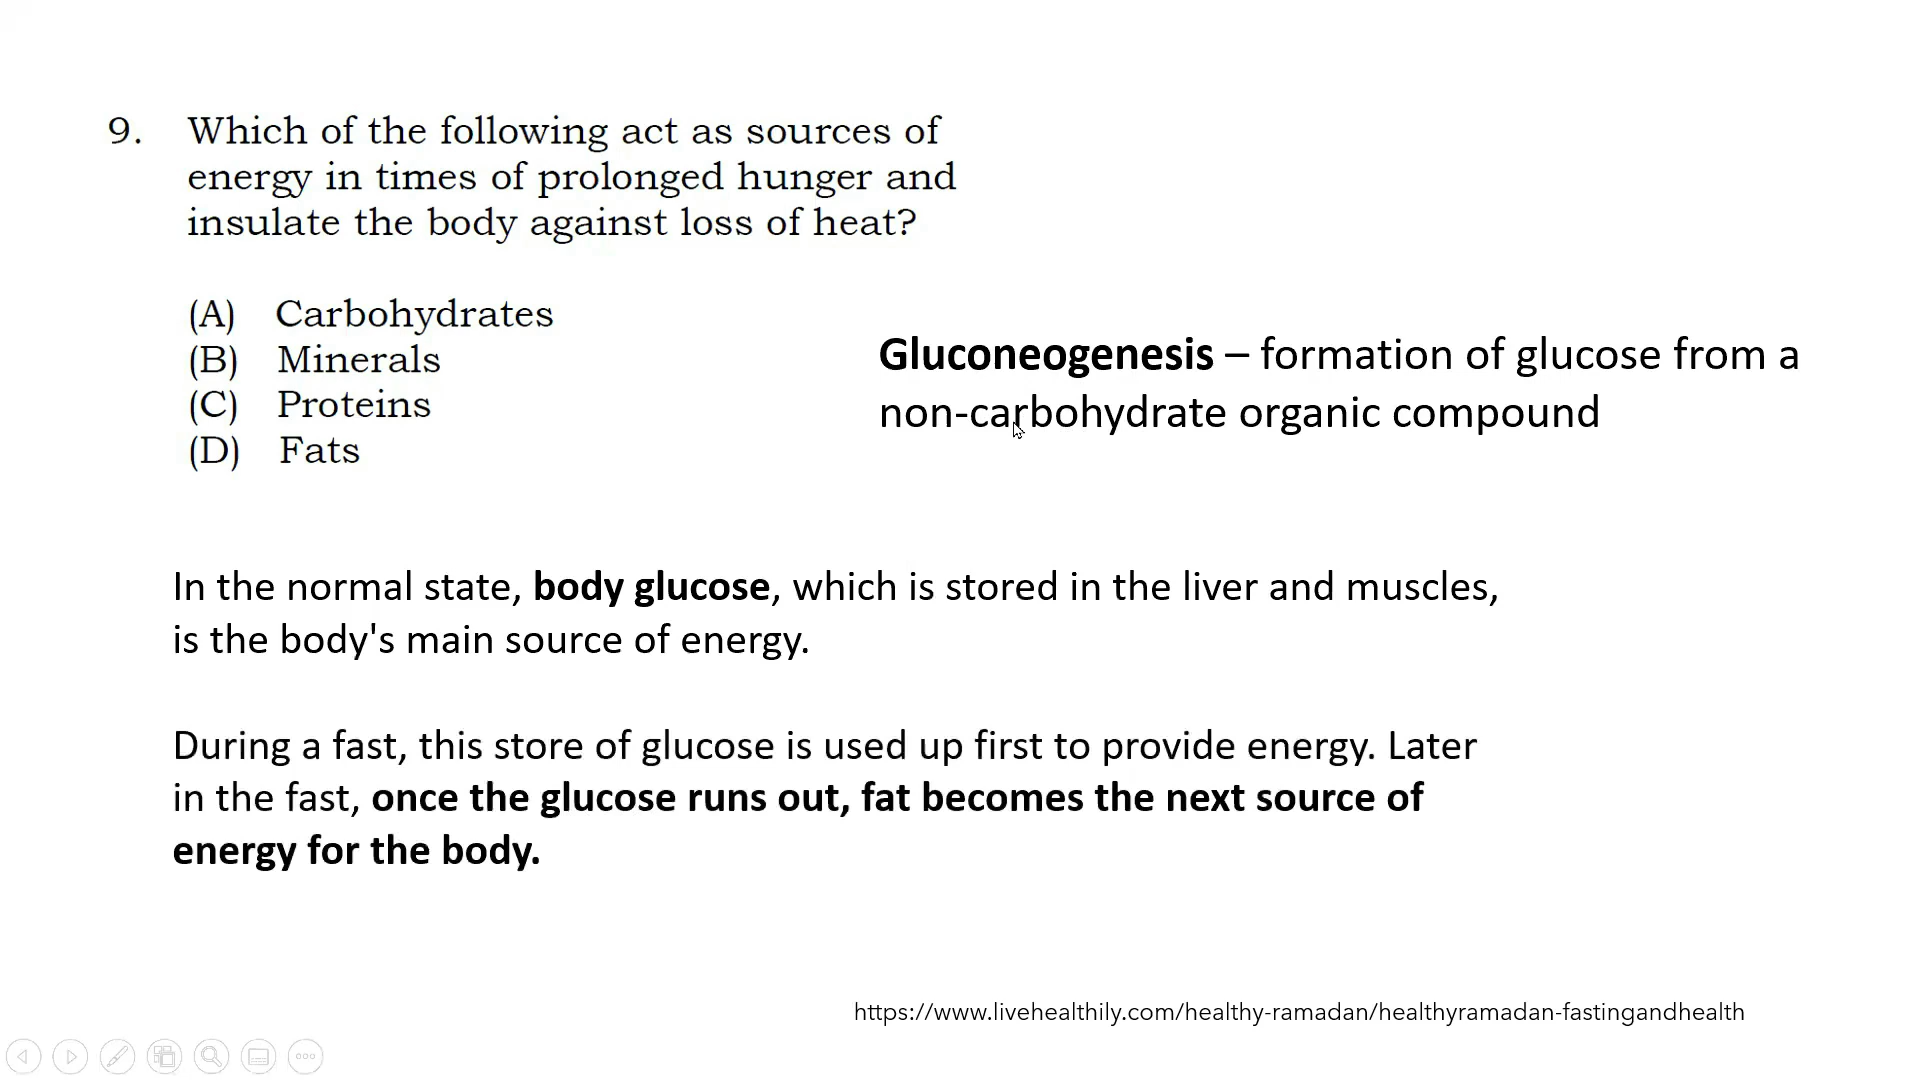 9. Which of the following act as sources of
energy in times of prolonged hunger and
insulate the body against loss of heat?
(A) Carbohydrates
(B) Minerals
(C) Proteins
(D) Fats
Gluconeogenesis – formation of glucose from a
non-carbohydrate organic compound
In the normal state, body glucose, which is stored in the liver and muscles,
is the body's main source of energy.
During a fast, this store of glucose is used up first to provide energy. Later
in the fast, once the glucose runs out, fat becomes the next source of
energy for the body.
https://www.livehealthily.com/healthy-ramadan/healthyramadan-fastingandhealth